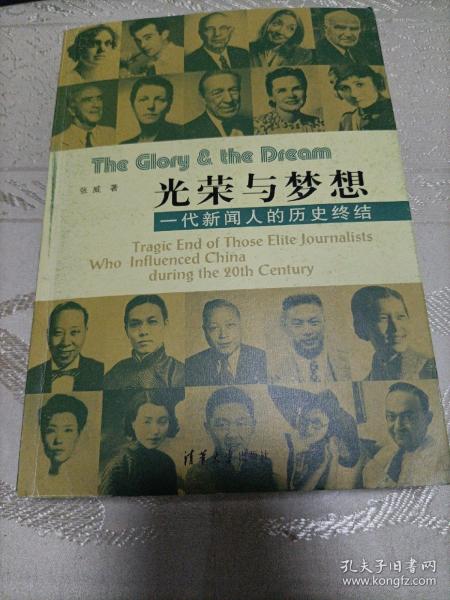 The Glory & the Dream
张威 著
光荣与梦想
一代新闻人的历史终结
Tragic End of Those Elite Journalists
Who Influenced China
during the 20th Century
清华大学出版社
孔夫子旧书网
www.kongfz.com